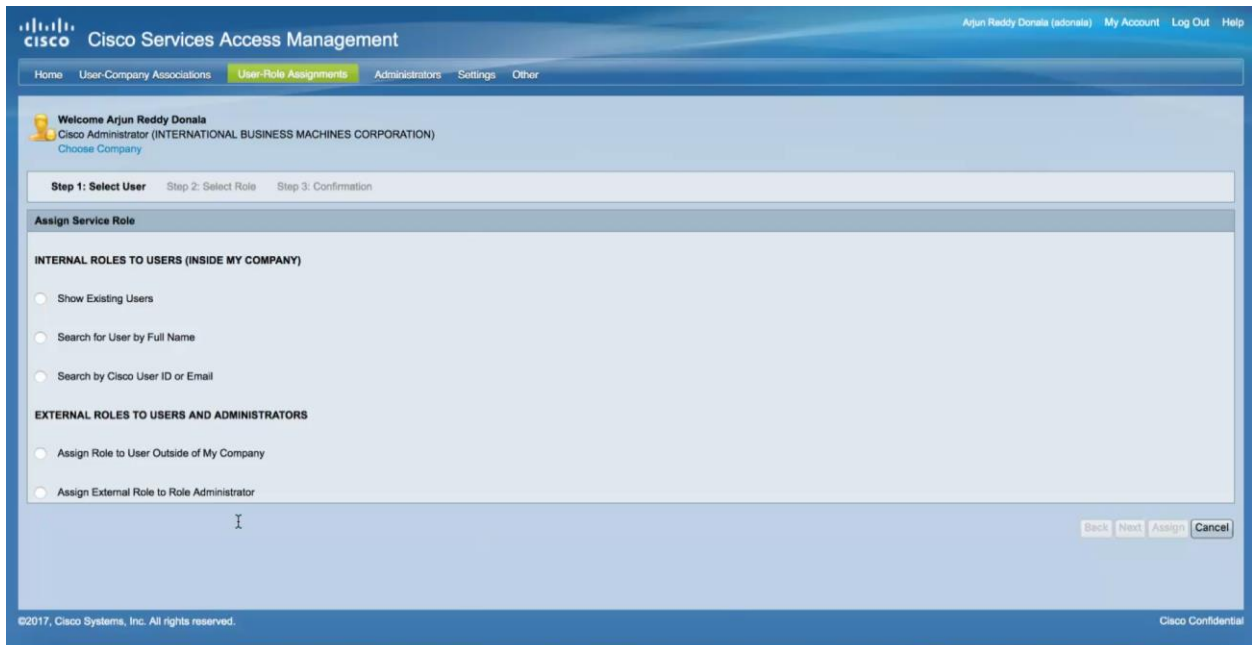 Arjun Reddy Donala (adonala) My Account Log Out Help
CISCO Cisco Services Access Management
Home User-Company Associations User-Role Assignments Administrators Settings Other
Welcome Arjun Reddy Donala
Cisco Administrator (INTERNATIONAL BUSINESS MACHINES CORPORATION)
Choose Company
Step 1: Select User Step 2: Select Role Step 3: Confirmation
Assign Service Role
INTERNAL ROLES TO USERS (INSIDE MY COMPANY)
Show Existing Users
Search for User by Full Name
Search by Cisco User ID or Email
EXTERNAL ROLES TO USERS AND ADMINISTRATORS
Assign Role to User Outside of My Company
Assign External Role to Role Administrator
Back Next Assign Cancel
©2017, Cisco Systems, Inc. All rights reserved. Cisco Confidential